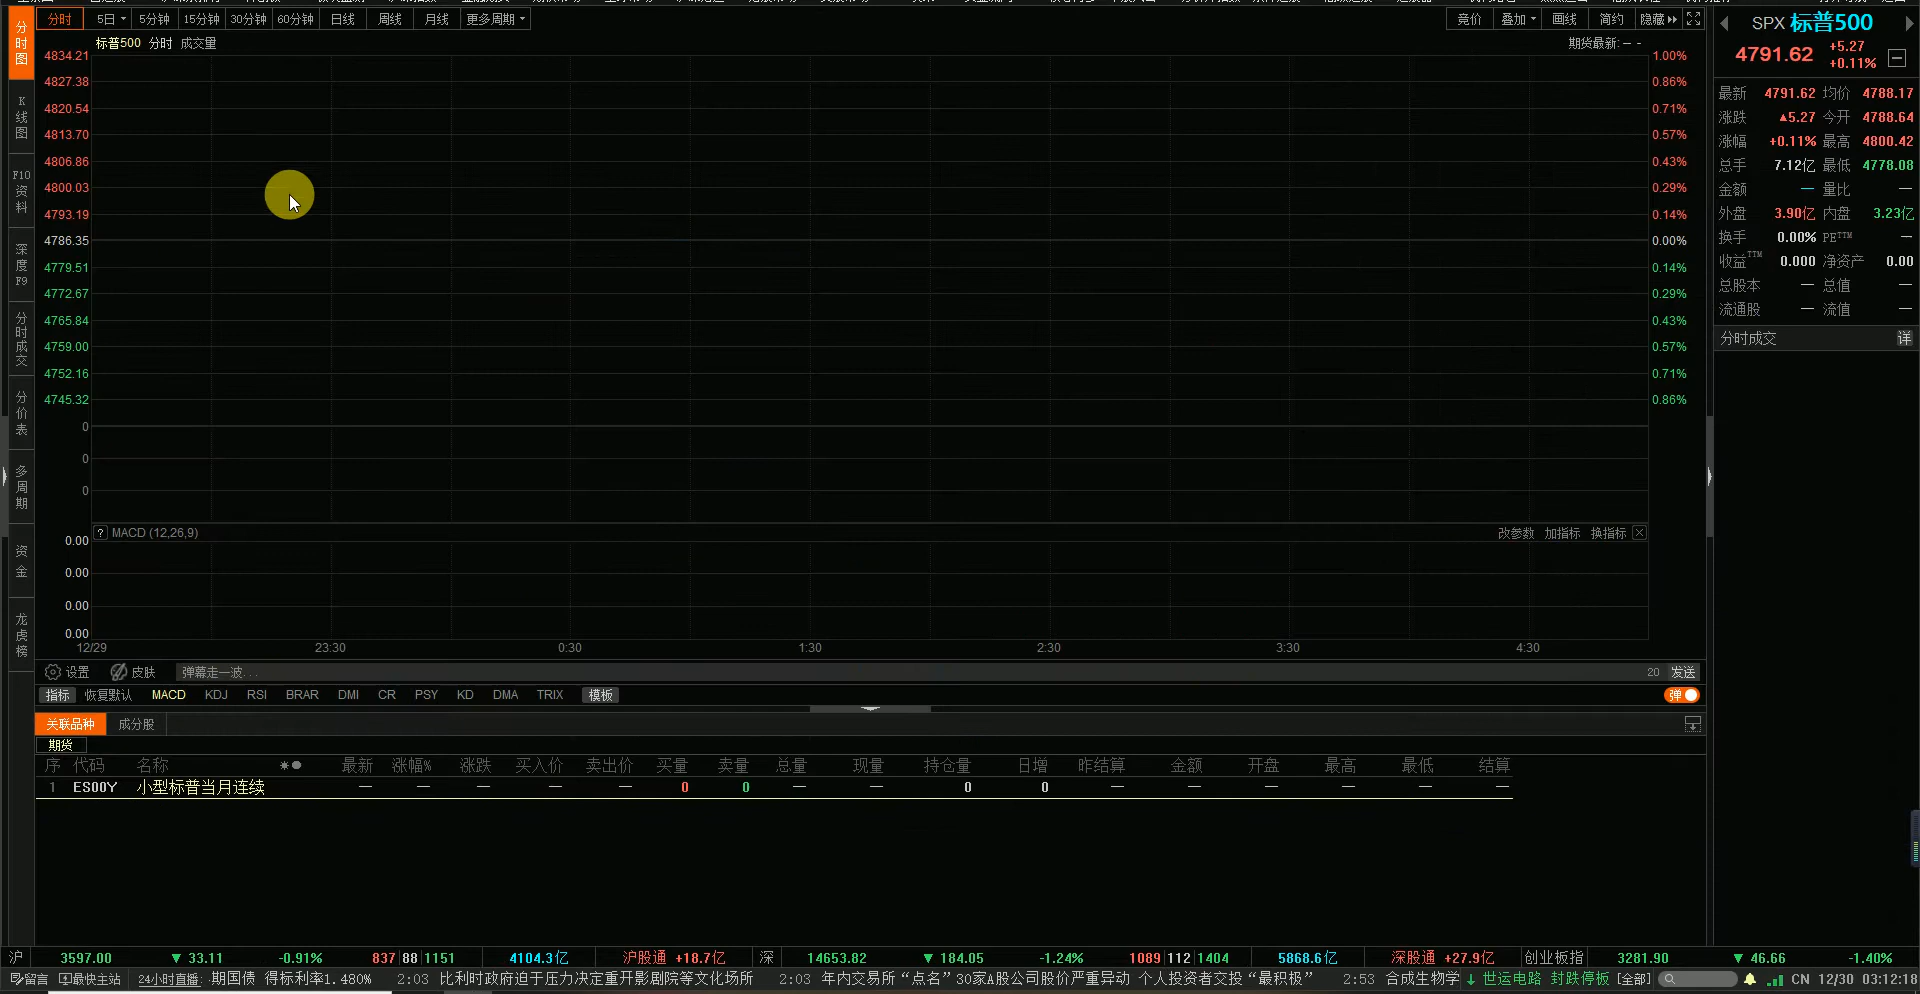 分时 5日 5分钟 15分钟 30分钟 60分钟 日线 周线 月线 更多周期 竞价 叠加 画线 简约 隐藏
SPX 标普500
4791.62 +5.27
+0.11%
标普500 分时 成交量 期货最新: – -
分时图
K线图
F10资料
深度F9
分时成交
分价表
多周期
资金
龙虎榜
4834.21 1.00%
4827.38 0.86%
4820.54 0.71%
4813.70 0.57%
4806.86 0.43%
4800.03 0.29%
4793.19 0.14%
4786.35 0.00%
4779.51 0.14%
4772.67 0.29%
4765.84 0.43%
4759.00 0.57%
4752.16 0.71%
4745.32 0.86%
0
0
0
? MACD (12,26,9) 改参数 加指标 换指标
0.00
0.00
0.00
0.00
12/29 23:30 0:30 1:30 2:30 3:30 4:30
最新 4791.62 均价 4788.17
涨跌 ▲5.27 今开 4788.64
涨幅 +0.11% 最高 4800.42
总手 7.12亿 最低 4778.08
金额 — 量比 —
外盘 3.90亿 内盘 3.23亿
换手 0.00% PETTM —
收益TTM 0.000 净资产 0.00
总股本 — 总值 —
流通股 — 流值 —
分时成交 详
设置 皮肤 弹幕走一波... 20 发送
指标 恢复默认 MACD KDJ RSI BRAR DMI CR PSY KD DMA TRIX 模板 弹
关联品种 成分股
期货
序 代码 名称 最新 涨幅% 涨跌 买入价 卖出价 买量 卖量 总量 现量 持仓量 日增 昨结算 金额 开盘 最高 最低 结算
1 ES00Y 小型标普当月连续 — — — — — 0 0 — — 0 0 — — — — — —
沪 3597.00 ▼ 33.11 -0.91% 837 88 1151 4104.3亿 沪股通 +18.7亿 深 14653.82 ▼ 184.05 -1.24% 1089 112 1404 5868.6亿 深股通 +27.9亿 创业板指 3281.90 ▼ 46.66 -1.40%
留言 最快主站 24小时直播: 期国债 得标利率1.480% 2:03 比利时政府迫于压力决定重开影剧院等文化场所 2:03 年内交易所“点名”30家A股公司股价严重异动 个人投资者交投“最积极” 2:53 合成生物学 ↓ 世运电路 封跌停板 [全部] CN 12/30 03:12:18